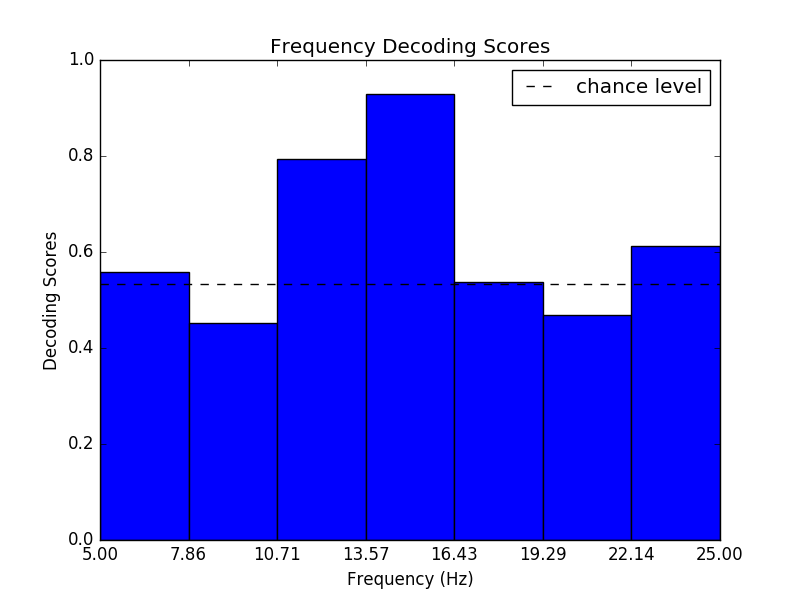 Frequency Decoding Scores
chance level
1.0
0.8
0.6
0.4
0.2
0.0
Decoding Scores
5.00 7.86 10.71 13.57 16.43 19.29 22.14 25.00
Frequency (Hz)